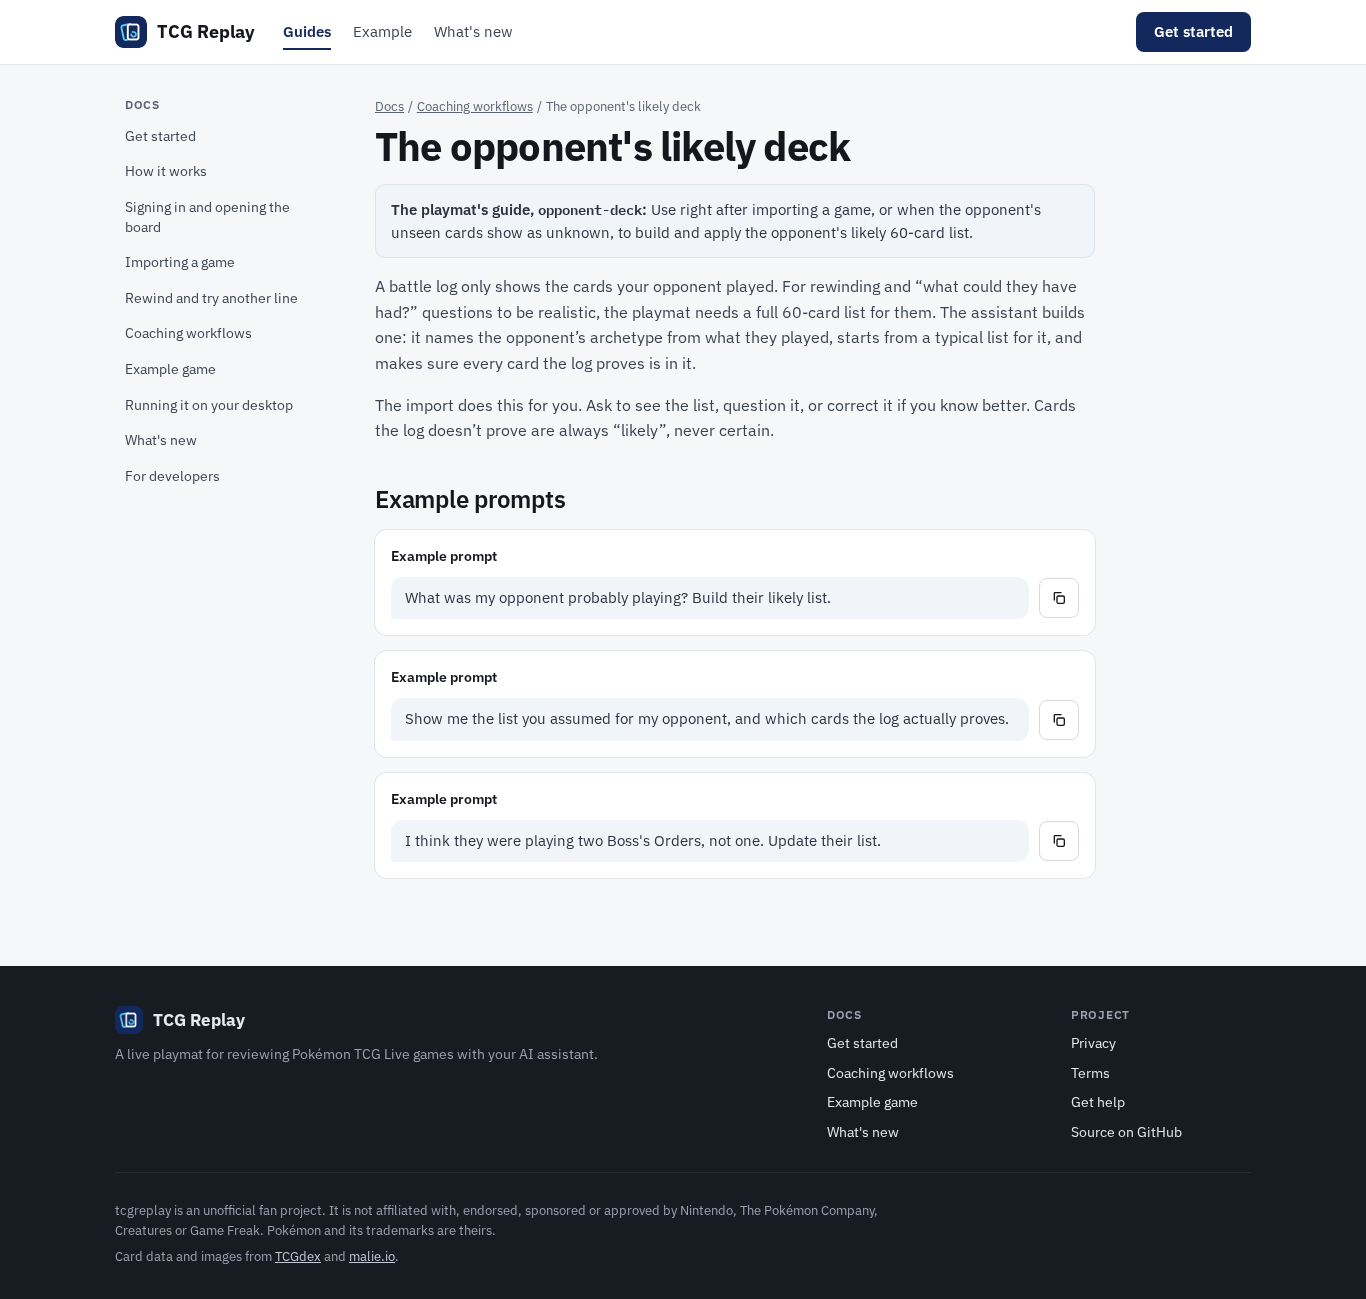 TCG Replay
Guides
Example
What's new
Get started
DOCS
Get started
How it works
Signing in and opening the
board
Importing a game
Rewind and try another line
Coaching workflows
Example game
Running it on your desktop
What's new
For developers
Docs / Coaching workflows / The opponent's likely deck
The opponent's likely deck
The playmat's guide, opponent-deck: Use right after importing a game, or when the opponent's
unseen cards show as unknown, to build and apply the opponent's likely 60-card list.
A battle log only shows the cards your opponent played. For rewinding and “what could they have
had?” questions to be realistic, the playmat needs a full 60-card list for them. The assistant builds
one: it names the opponent’s archetype from what they played, starts from a typical list for it, and
makes sure every card the log proves is in it.
The import does this for you. Ask to see the list, question it, or correct it if you know better. Cards
the log doesn’t prove are always “likely”, never certain.
Example prompts
Example prompt
What was my opponent probably playing? Build their likely list.
Example prompt
Show me the list you assumed for my opponent, and which cards the log actually proves.
Example prompt
I think they were playing two Boss's Orders, not one. Update their list.
TCG Replay
A live playmat for reviewing Pokémon TCG Live games with your AI assistant.
DOCS
Get started
Coaching workflows
Example game
What's new
PROJECT
Privacy
Terms
Get help
Source on GitHub
tcgreplay is an unofficial fan project. It is not affiliated with, endorsed, sponsored or approved by Nintendo, The Pokémon Company,
Creatures or Game Freak. Pokémon and its trademarks are theirs.
Card data and images from TCGdex and malie.io.